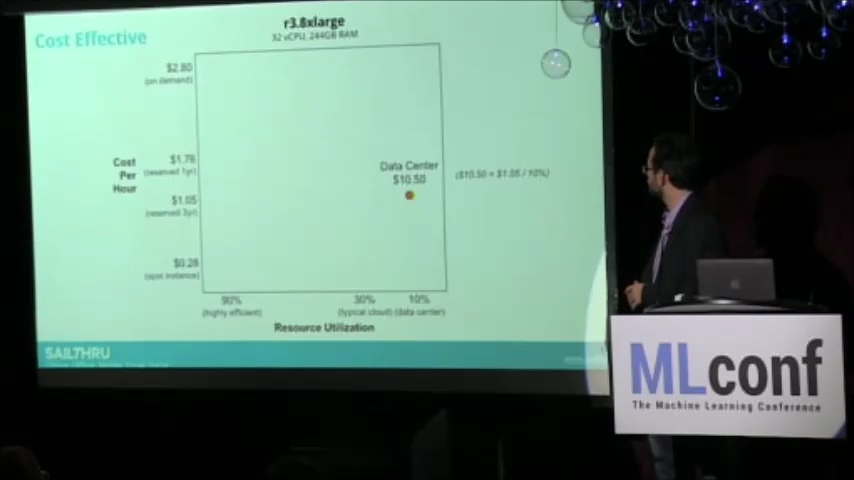 Cost Effective
r3.8xlarge
32 vCPU, 244GB RAM
$2.80
(on demand)
Cost
Per
Hour
$1.76
(reserved 1yr)
$1.05
(reserved 3yr)
$0.28
(spot instance)
Data Center
$10.50
($10.50 = $1.05 / 10%)
90%
(highly efficient)
30%
(typical cloud)
10%
(data center)
Resource Utilization
SAILTHRU
MLconf
The Machine Learning Conference